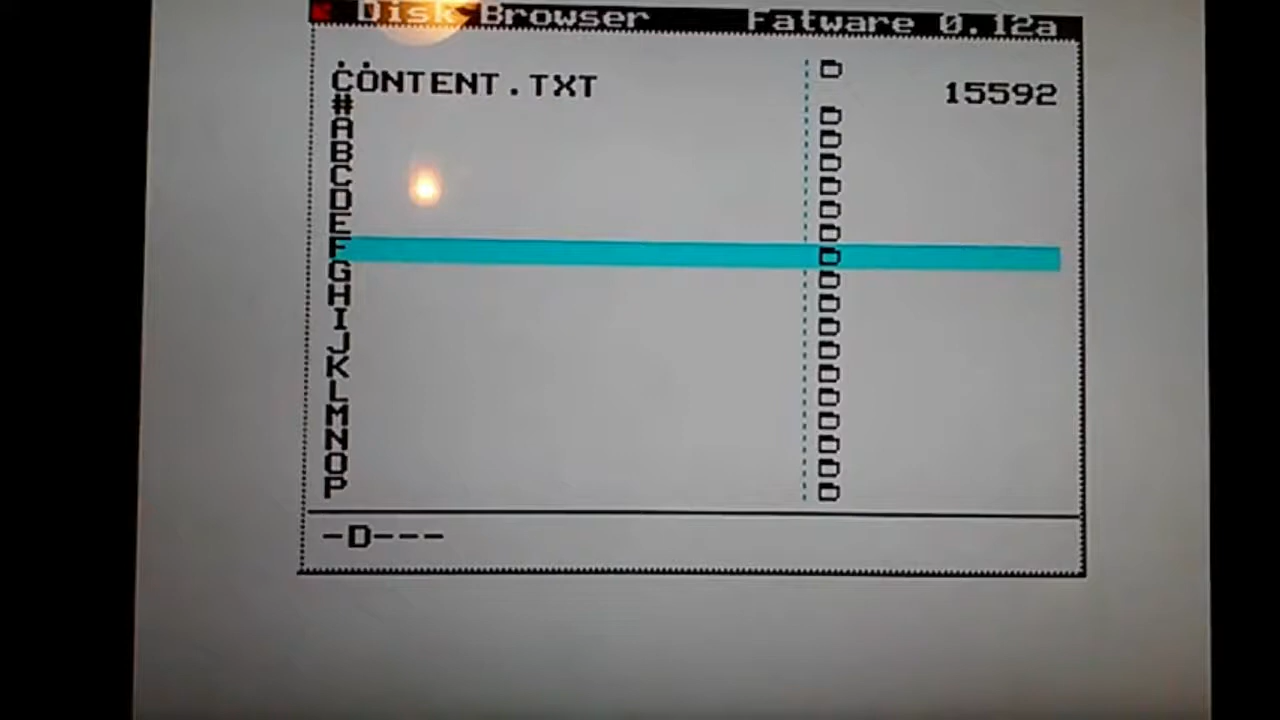 Disk Browser Fatware 0.12a
..
CONTENT.TXT 15592
#
A
B
C
D
E
F
G
H
I
J
K
L
M
N
O
P
-D---